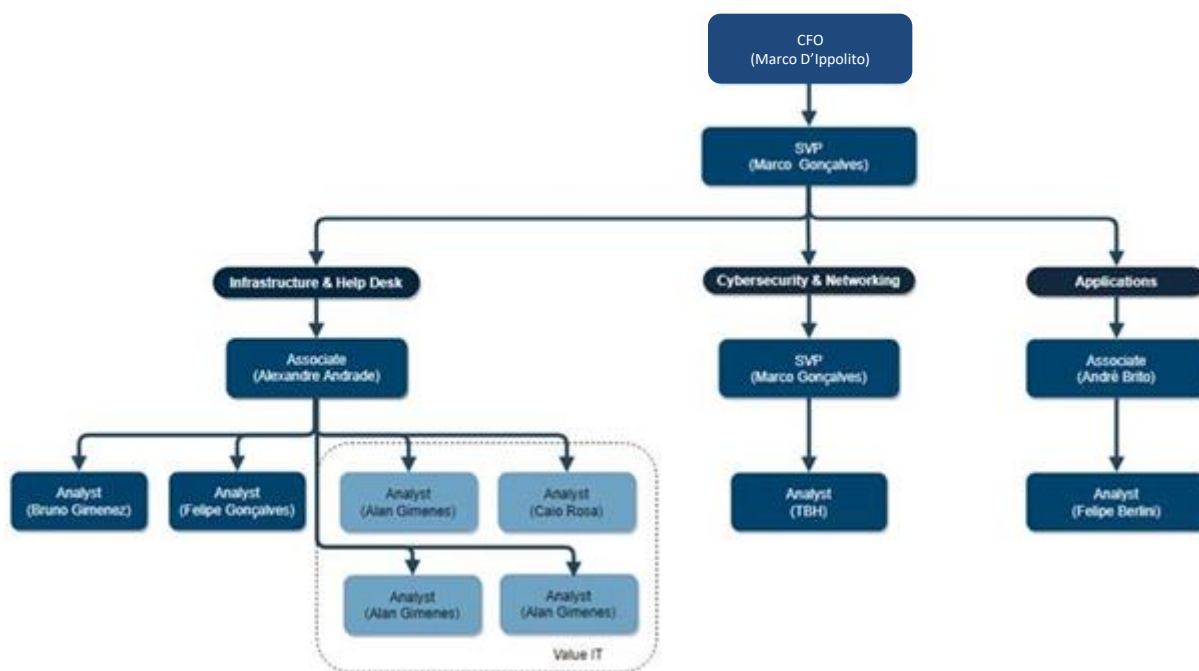 CFO
(Marco D’Ippolito)
SVP
(Marco Gonçalves)
Infrastructure & Help Desk
Cybersecurity & Networking
Applications
Associate
(Alexandre Andrade)
SVP
(Marco Gonçalves)
Associate
(André Brito)
Analyst
(Bruno Gimenez)
Analyst
(Felipe Gonçalves)
Analyst
(Alan Gimenes)
Analyst
(Caio Rosa)
Analyst
(TBH)
Analyst
(Felipe Berlini)
Analyst
(Alan Gimenes)
Analyst
(Alan Gimenes)
Value IT